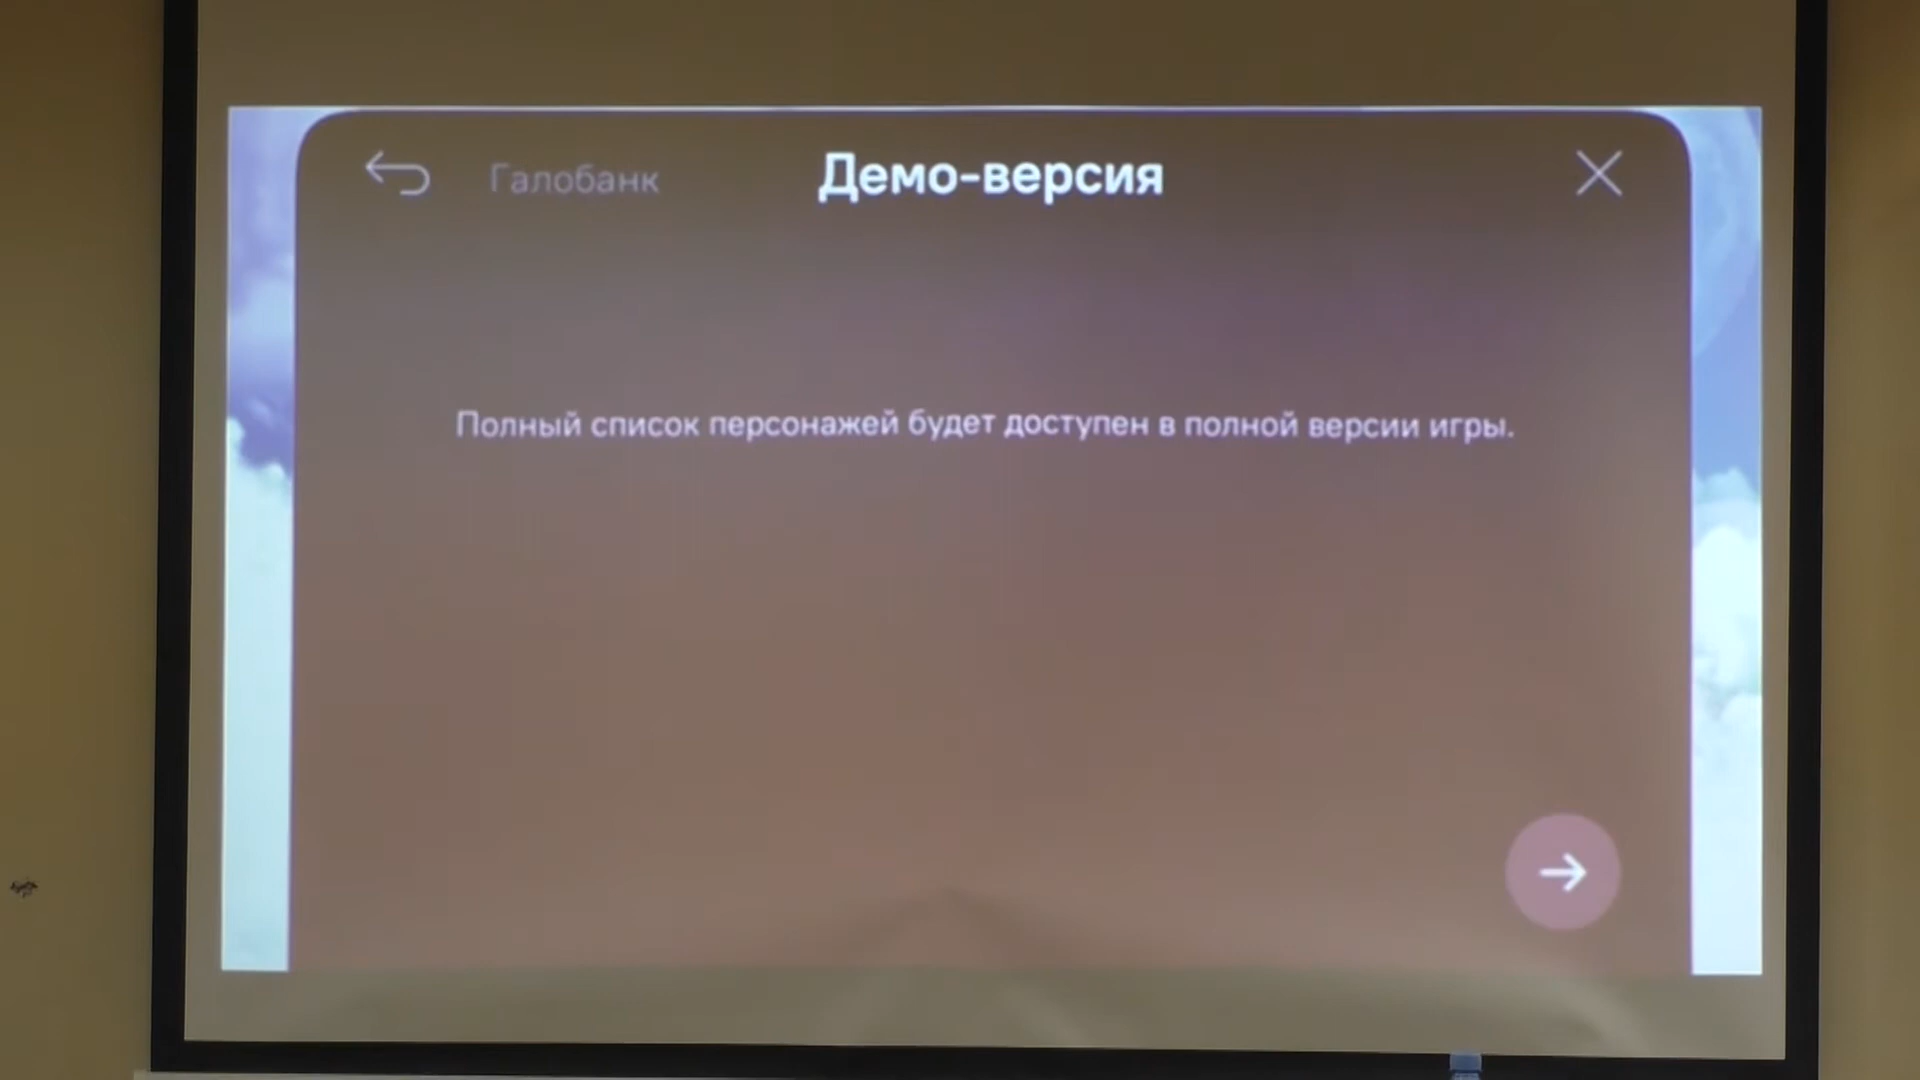 Галобанк
Демо-версия
Полный список персонажей будет доступен в полной версии игры.